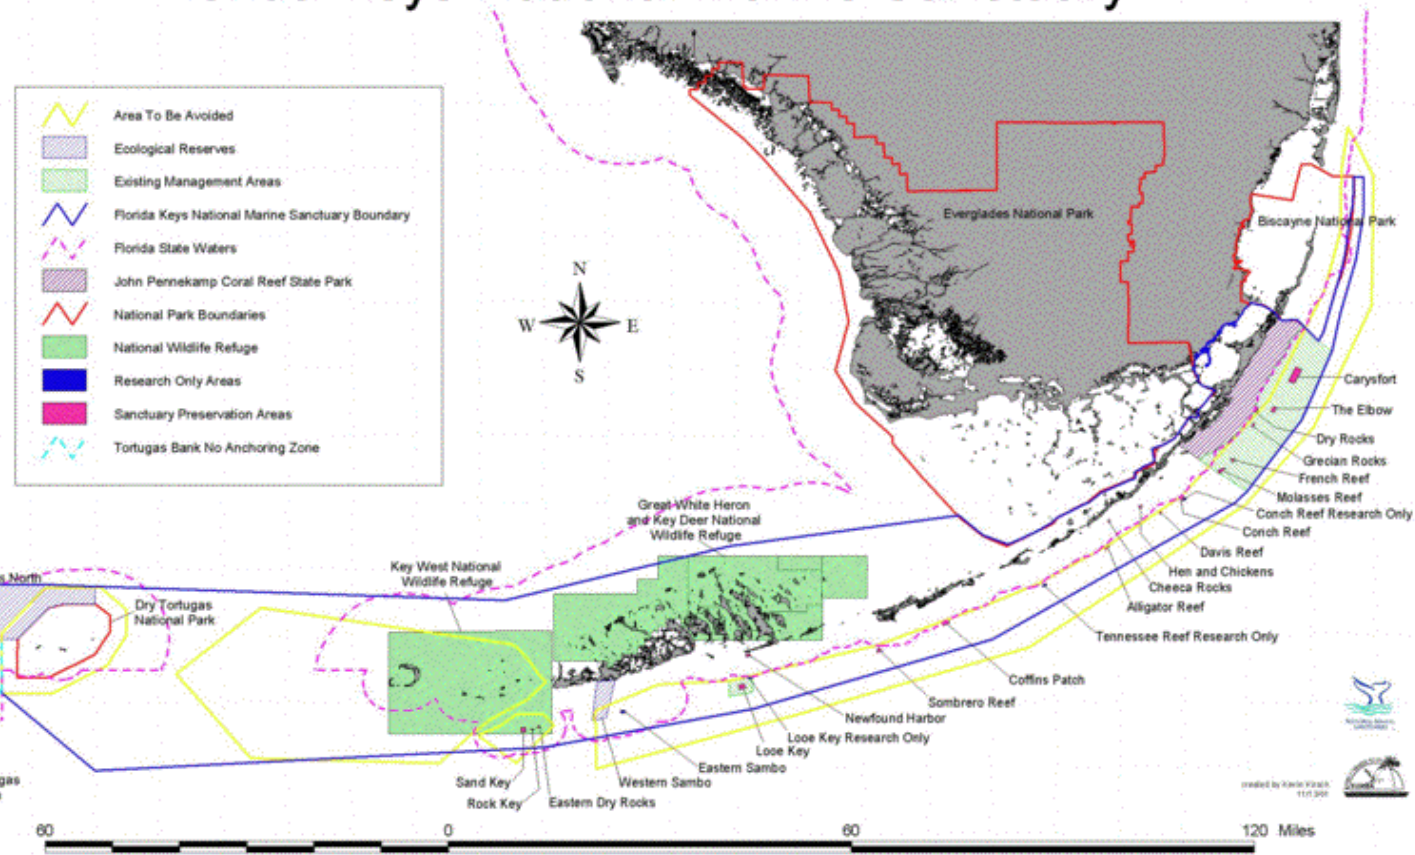 Area To Be Avoided
Ecological Reserves
Existing Management Areas
Florida Keys National Marine Sanctuary Boundary
Florida State Waters
John Pennekamp Coral Reef State Park
National Park Boundaries
National Wildlife Refuge
Research Only Areas
Sanctuary Preservation Areas
Tortugas Bank No Anchoring Zone
N
W
E
S
Everglades National Park
Biscayne National Park
Carysfort
The Elbow
Dry Rocks
Grecian Rocks
French Reef
Molasses Reef
Conch Reef Research Only
Conch Reef
Davis Reef
Hen and Chickens
Cheeca Rocks
Alligator Reef
Tennessee Reef Research Only
Coffins Patch
Sombrero Reef
Newfound Harbor
Looe Key Research Only
Looe Key
Eastern Sambo
Western Sambo
Eastern Dry Rocks
Rock Key
Sand Key
Great White Heron
and Key Deer National
Wildlife Refuge
Key West National
Wildlife Refuge
North
Dry Tortugas
National Park
60
0
60
120 Miles